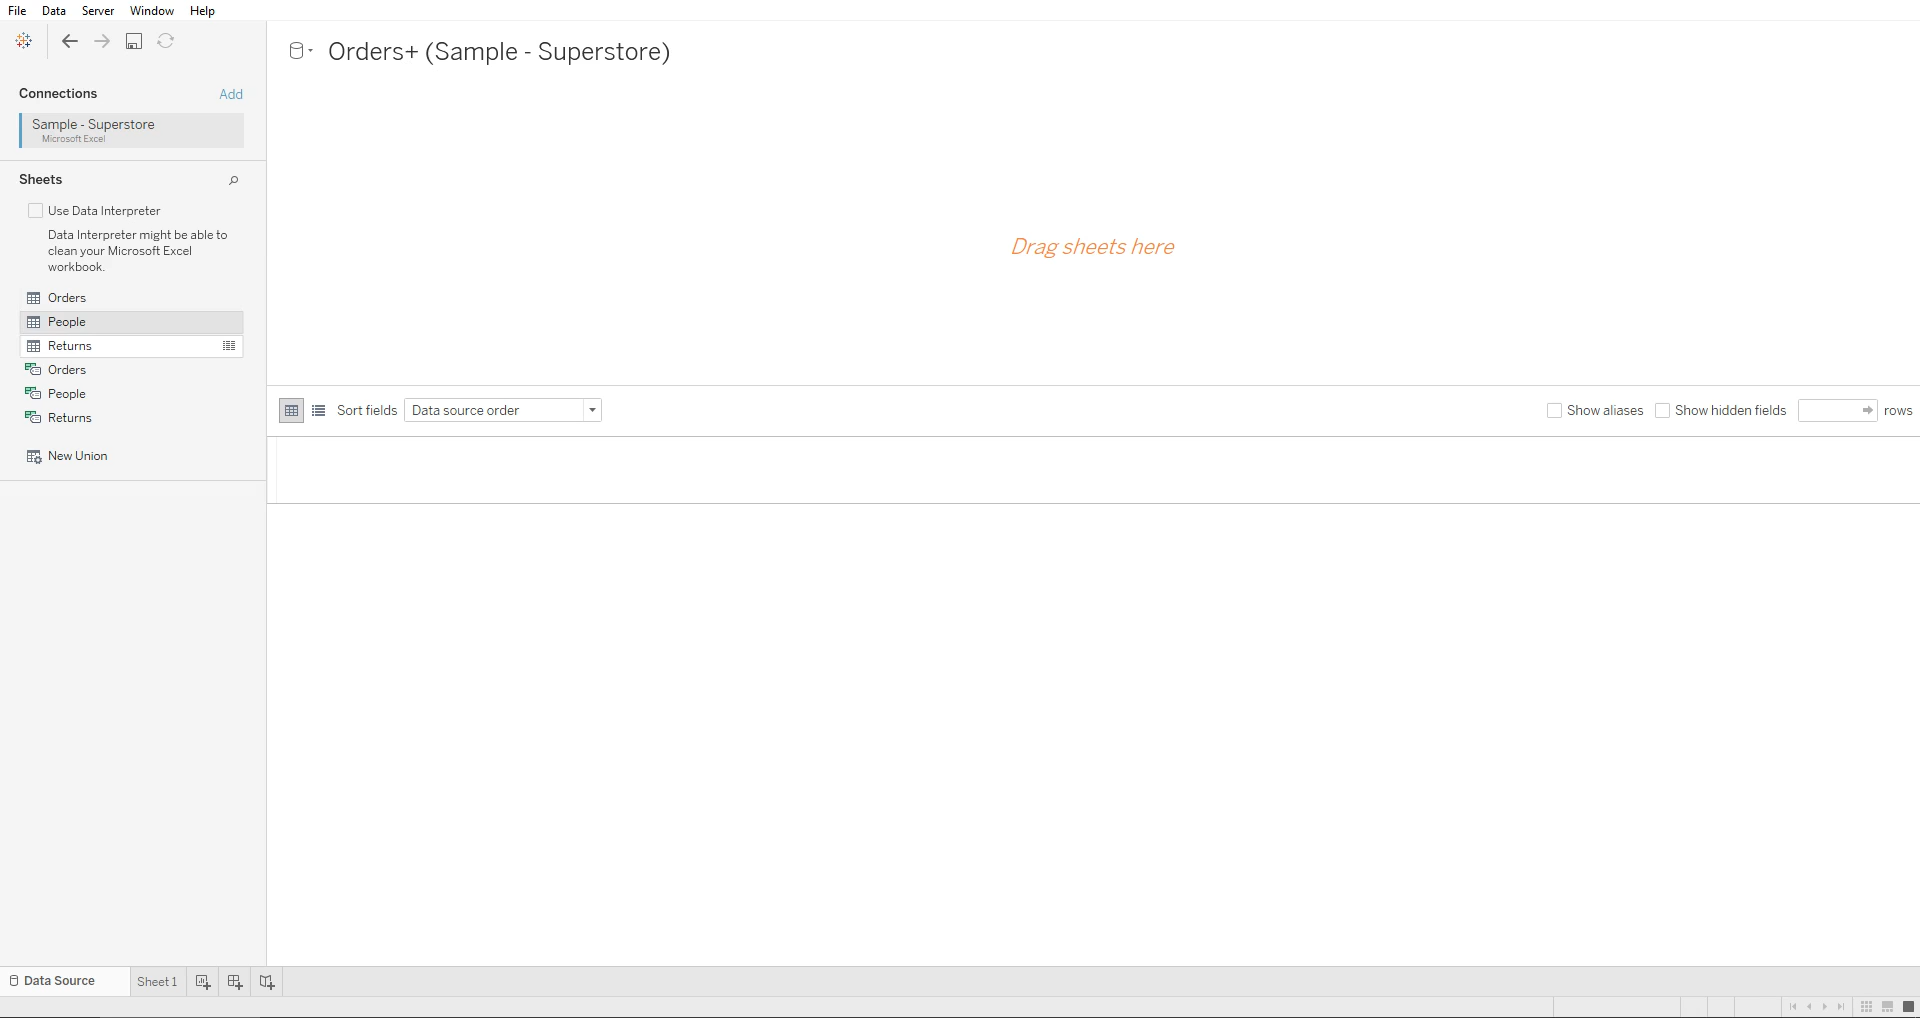 File Data Server Window Help
Orders+ (Sample - Superstore)
Connections Add
Sample - Superstore
Microsoft Excel
Sheets
Use Data Interpreter
Data Interpreter might be able to
clean your Microsoft Excel
workbook.
Orders
People
Returns
Orders
People
Returns
New Union
Drag sheets here
Sort fields Data source order Show aliases Show hidden fields rows
Data Source Sheet 1